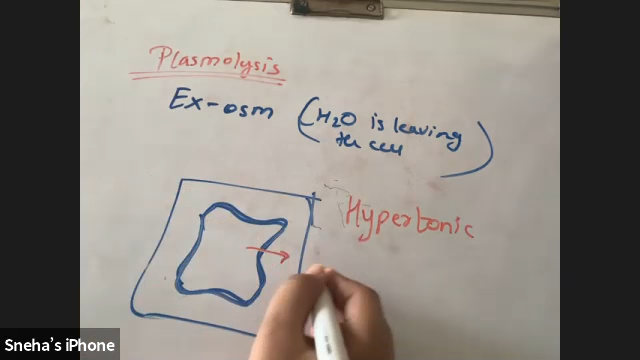 Plasmolysis
Ex-osm (H2O is leaving
the cell)
Hypertonic
Sneha's iPhone